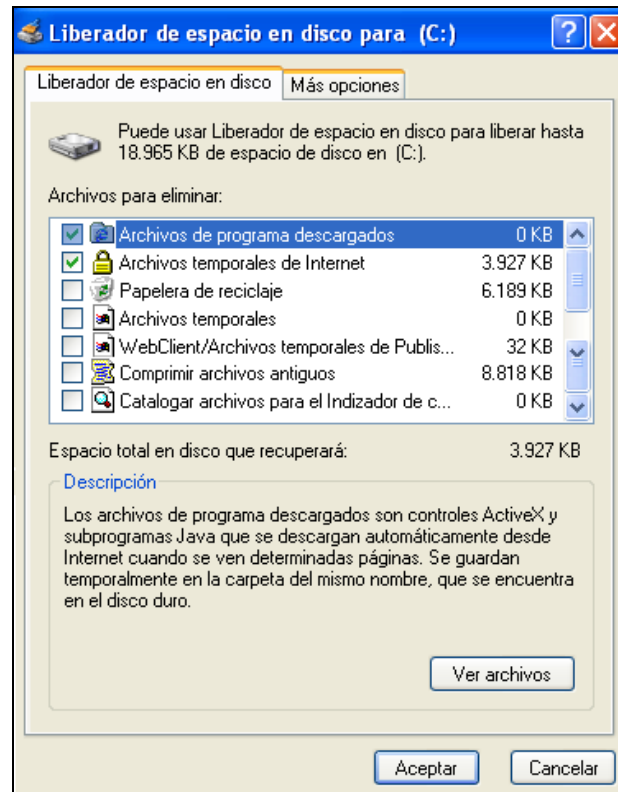 Liberador de espacio en disco para (C:)
Liberador de espacio en disco
Más opciones
Puede usar Liberador de espacio en disco para liberar hasta
18.965 KB de espacio de disco en (C:).
Archivos para eliminar:
Archivos de programa descargados 0 KB
Archivos temporales de Internet 3.927 KB
Papelera de reciclaje 6.189 KB
Archivos temporales 0 KB
WebClient/Archivos temporales de Publis... 32 KB
Comprimir archivos antiguos 8.818 KB
Catalogar archivos para el Indizador de c... 0 KB
Espacio total en disco que recuperará: 3.927 KB
Descripción
Los archivos de programa descargados son controles ActiveX y
subprogramas Java que se descargan automáticamente desde
Internet cuando se ven determinadas páginas. Se guardan
temporalmente en la carpeta del mismo nombre, que se encuentra
en el disco duro.
Ver archivos
Aceptar
Cancelar